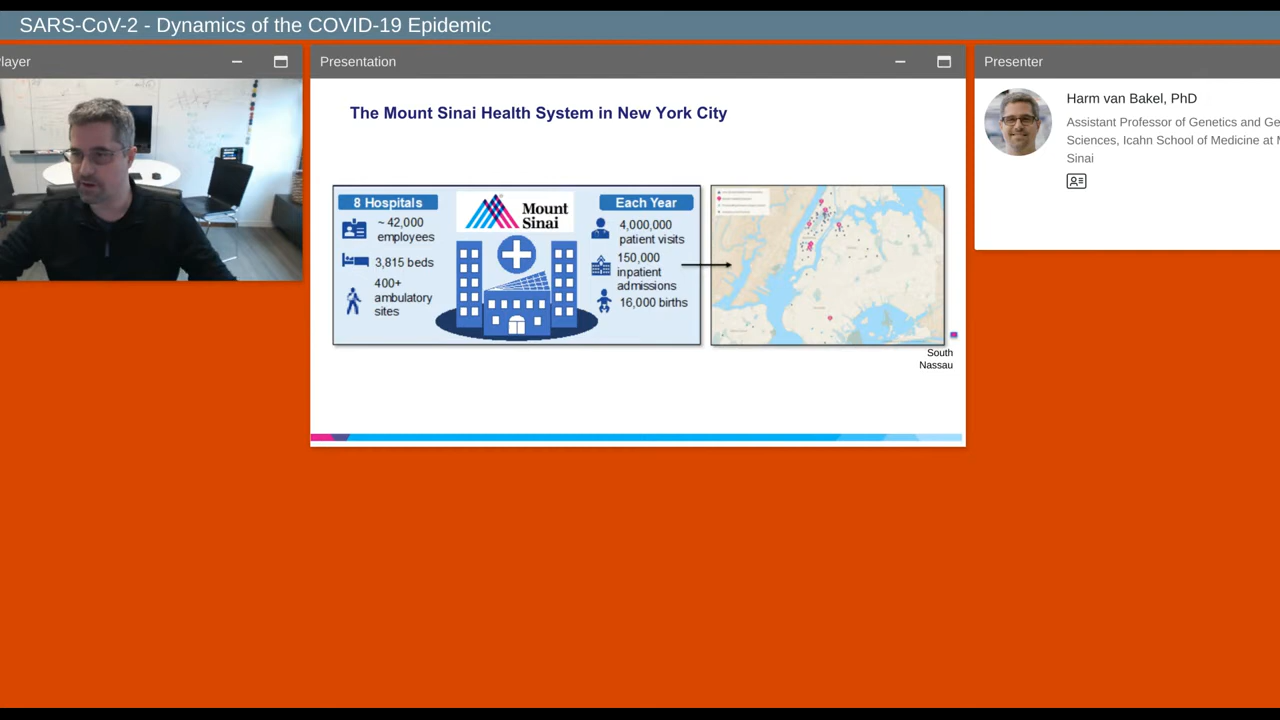 SARS-CoV-2 - Dynamics of the COVID-19 Epidemic
layer
Presentation
Presenter
The Mount Sinai Health System in New York City
8 Hospitals
~ 42,000
employees
3,815 beds
400+
ambulatory
sites
Mount
Sinai
Each Year
4,000,000
patient visits
150,000
inpatient
admissions
16,000 births
South
Nassau
Harm van Bakel, PhD
Assistant Professor of Genetics and Ge
Sciences, Icahn School of Medicine at M
Sinai